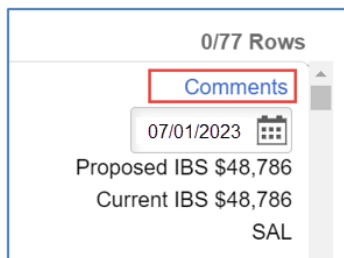 0/77 Rows
Comments
07/01/2023
Proposed IBS $48,786
Current IBS $48,786
SAL